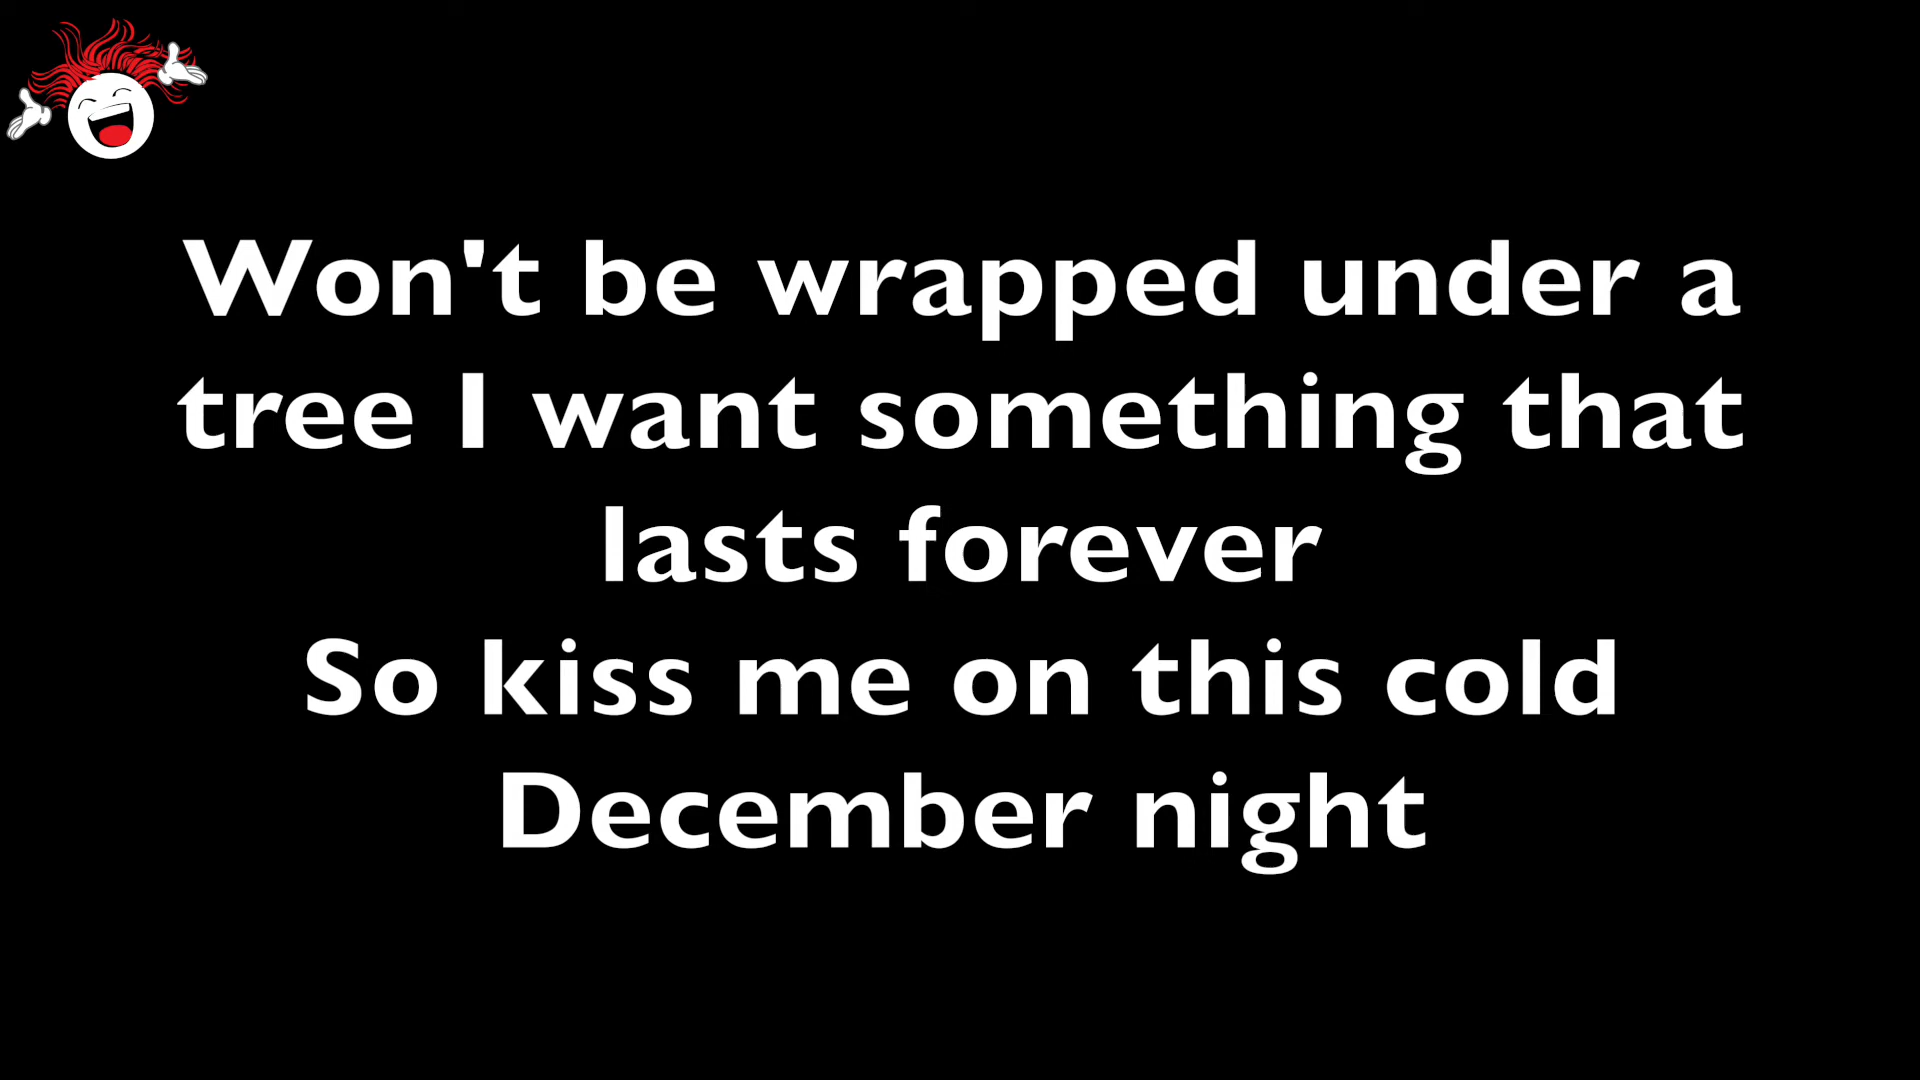 Won't be wrapped under a
tree I want something that
lasts forever
So kiss me on this cold
December night